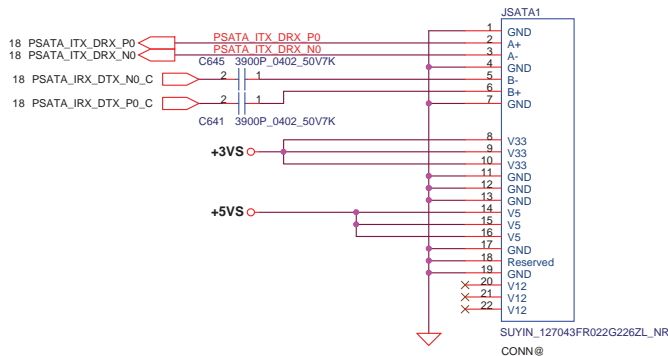 JSATA1
1 GND
18 PSATA_ITX_DRX_P0 PSATA_ITX_DRX_P0 2 A+
18 PSATA_ITX_DRX_N0 PSATA_ITX_DRX_N0 3 A-
C645 3900P_0402_50V7K 4 GND
18 PSATA_IRX_DTX_N0_C 2 1 5 B-
6 B+
18 PSATA_IRX_DTX_P0_C 2 1 7 GND
C641 3900P_0402_50V7K
8 V33
+3VS 9 V33
10 V33
11 GND
12 GND
13 GND
+5VS 14 V5
15 V5
16 V5
17 GND
18 Reserved
19 GND
20 V12
21 V12
22 V12
SUYIN_127043FR022G226ZL_NR
CONN@